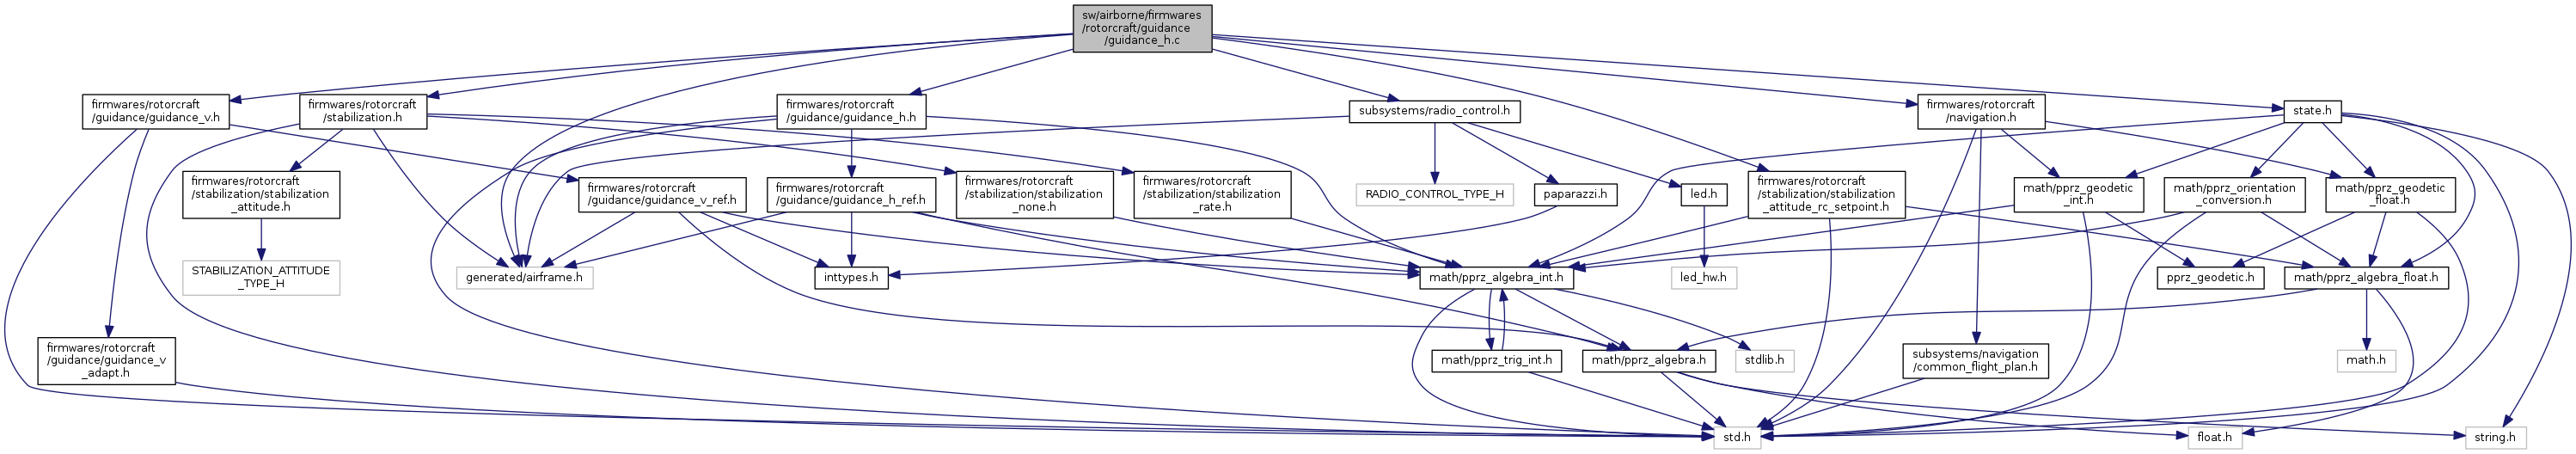 sw/airborne/firmwares
/rotorcraft/guidance
/guidance_h.c
firmwares/rotorcraft
/guidance/guidance_v.h
firmwares/rotorcraft
/stabilization.h
firmwares/rotorcraft
/guidance/guidance_h.h
subsystems/radio_control.h
firmwares/rotorcraft
/navigation.h
state.h
firmwares/rotorcraft
/stabilization/stabilization
_attitude.h
firmwares/rotorcraft
/guidance/guidance_v_ref.h
firmwares/rotorcraft
/guidance/guidance_h_ref.h
firmwares/rotorcraft
/stabilization/stabilization
_none.h
firmwares/rotorcraft
/stabilization/stabilization
_rate.h
RADIO_CONTROL_TYPE_H
paparazzi.h
led.h
firmwares/rotorcraft
/stabilization/stabilization
_attitude_rc_setpoint.h
math/pprz_geodetic
_int.h
math/pprz_orientation
_conversion.h
math/pprz_geodetic
_float.h
STABILIZATION_ATTITUDE
_TYPE_H
generated/airframe.h
inttypes.h
math/pprz_algebra_int.h
led_hw.h
pprz_geodetic.h
math/pprz_algebra_float.h
firmwares/rotorcraft
/guidance/guidance_v
_adapt.h
math/pprz_trig_int.h
math/pprz_algebra.h
stdlib.h
subsystems/navigation
/common_flight_plan.h
math.h
std.h
float.h
string.h